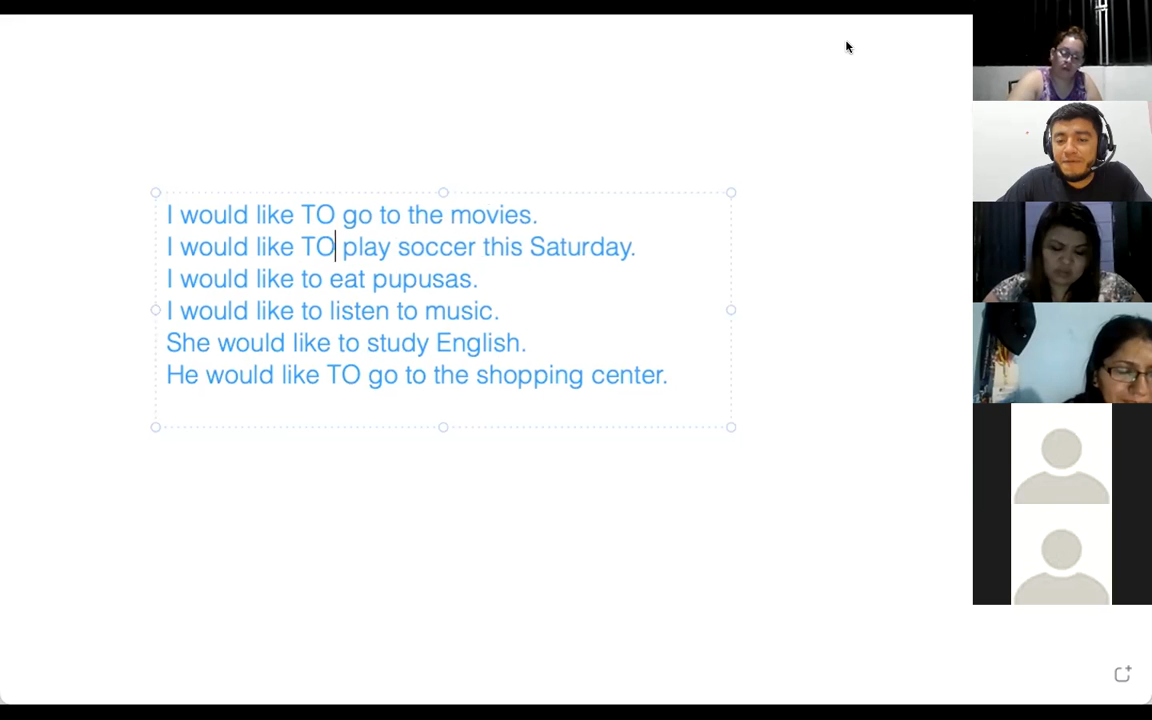 I would like TO go to the movies.
I would like TO play soccer this Saturday.
I would like to eat pupusas.
I would like to listen to music.
She would like to study English.
He would like TO go to the shopping center.